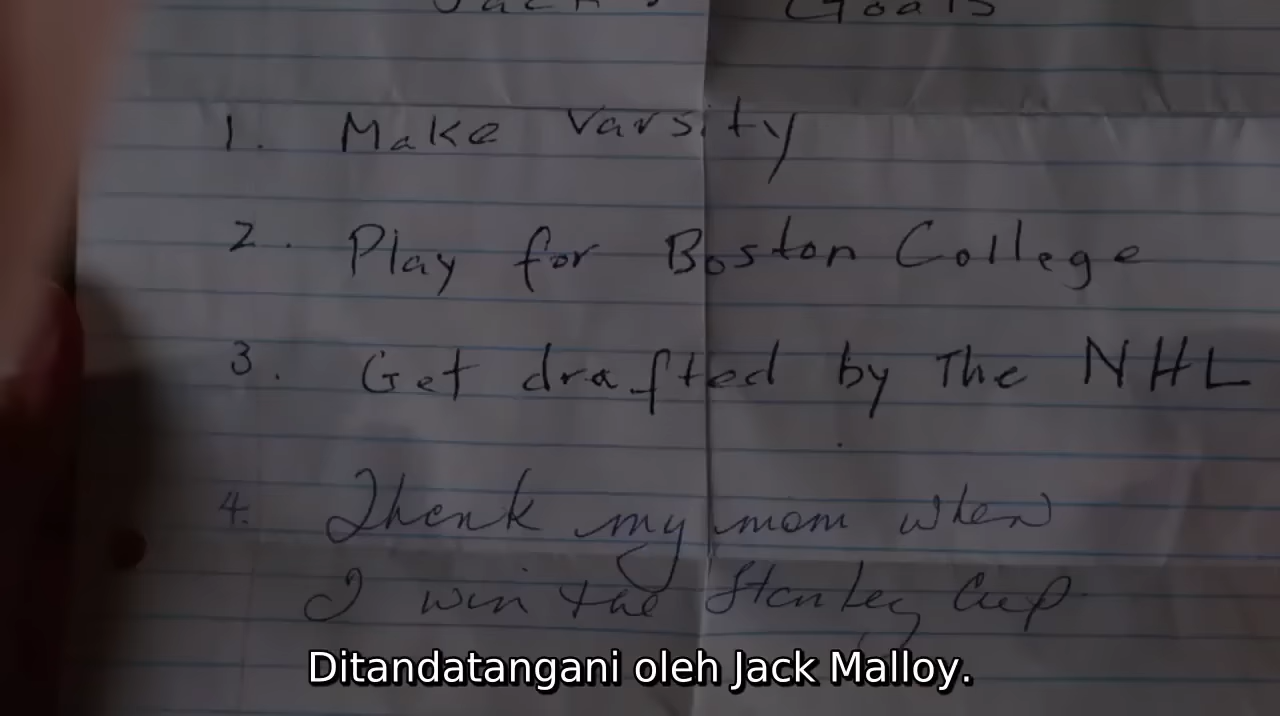 Jack's Goals
1. Make Varsity
2. Play for Boston College
3. Get drafted by The NHL
4. Thank my mom when
I win the Stanley Cup
Ditandatangani oleh Jack Malloy.